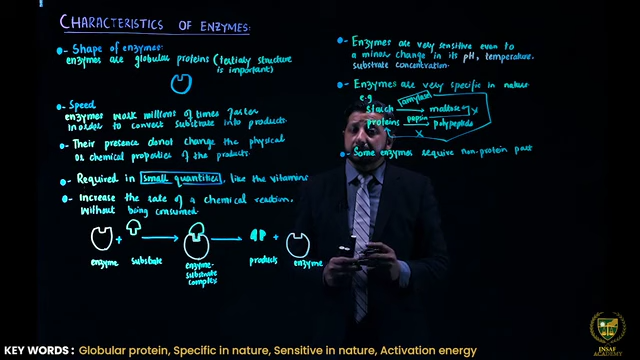 CHARACTERISTICS OF ENZYMES:
Shape of enzymes:
enzymes are globular proteins (tertiary structure
is important)
Speed
enzymes work millions of times faster
in order to convert substrate into products.
Their presence donot change the physical
or chemical properties of the products.
Required in small quantities, like the vitamins
Increase the rate of a chemical reaction,
without being consumed.
enzyme + substrate → enzyme-substrate complex → products + enzyme
Enzymes are very sensitive even to
a minor change in its pH, temperature,
substrate concentration.
Enzymes are very specific in nature
e.g
starch amylase → maltose x
proteins pepsin → polypeptide
x
Some enzymes require non-protein part
INSAF
ACADEMY
KEY WORDS : Globular protein, Specific in nature, Sensitive in nature, Activation energy